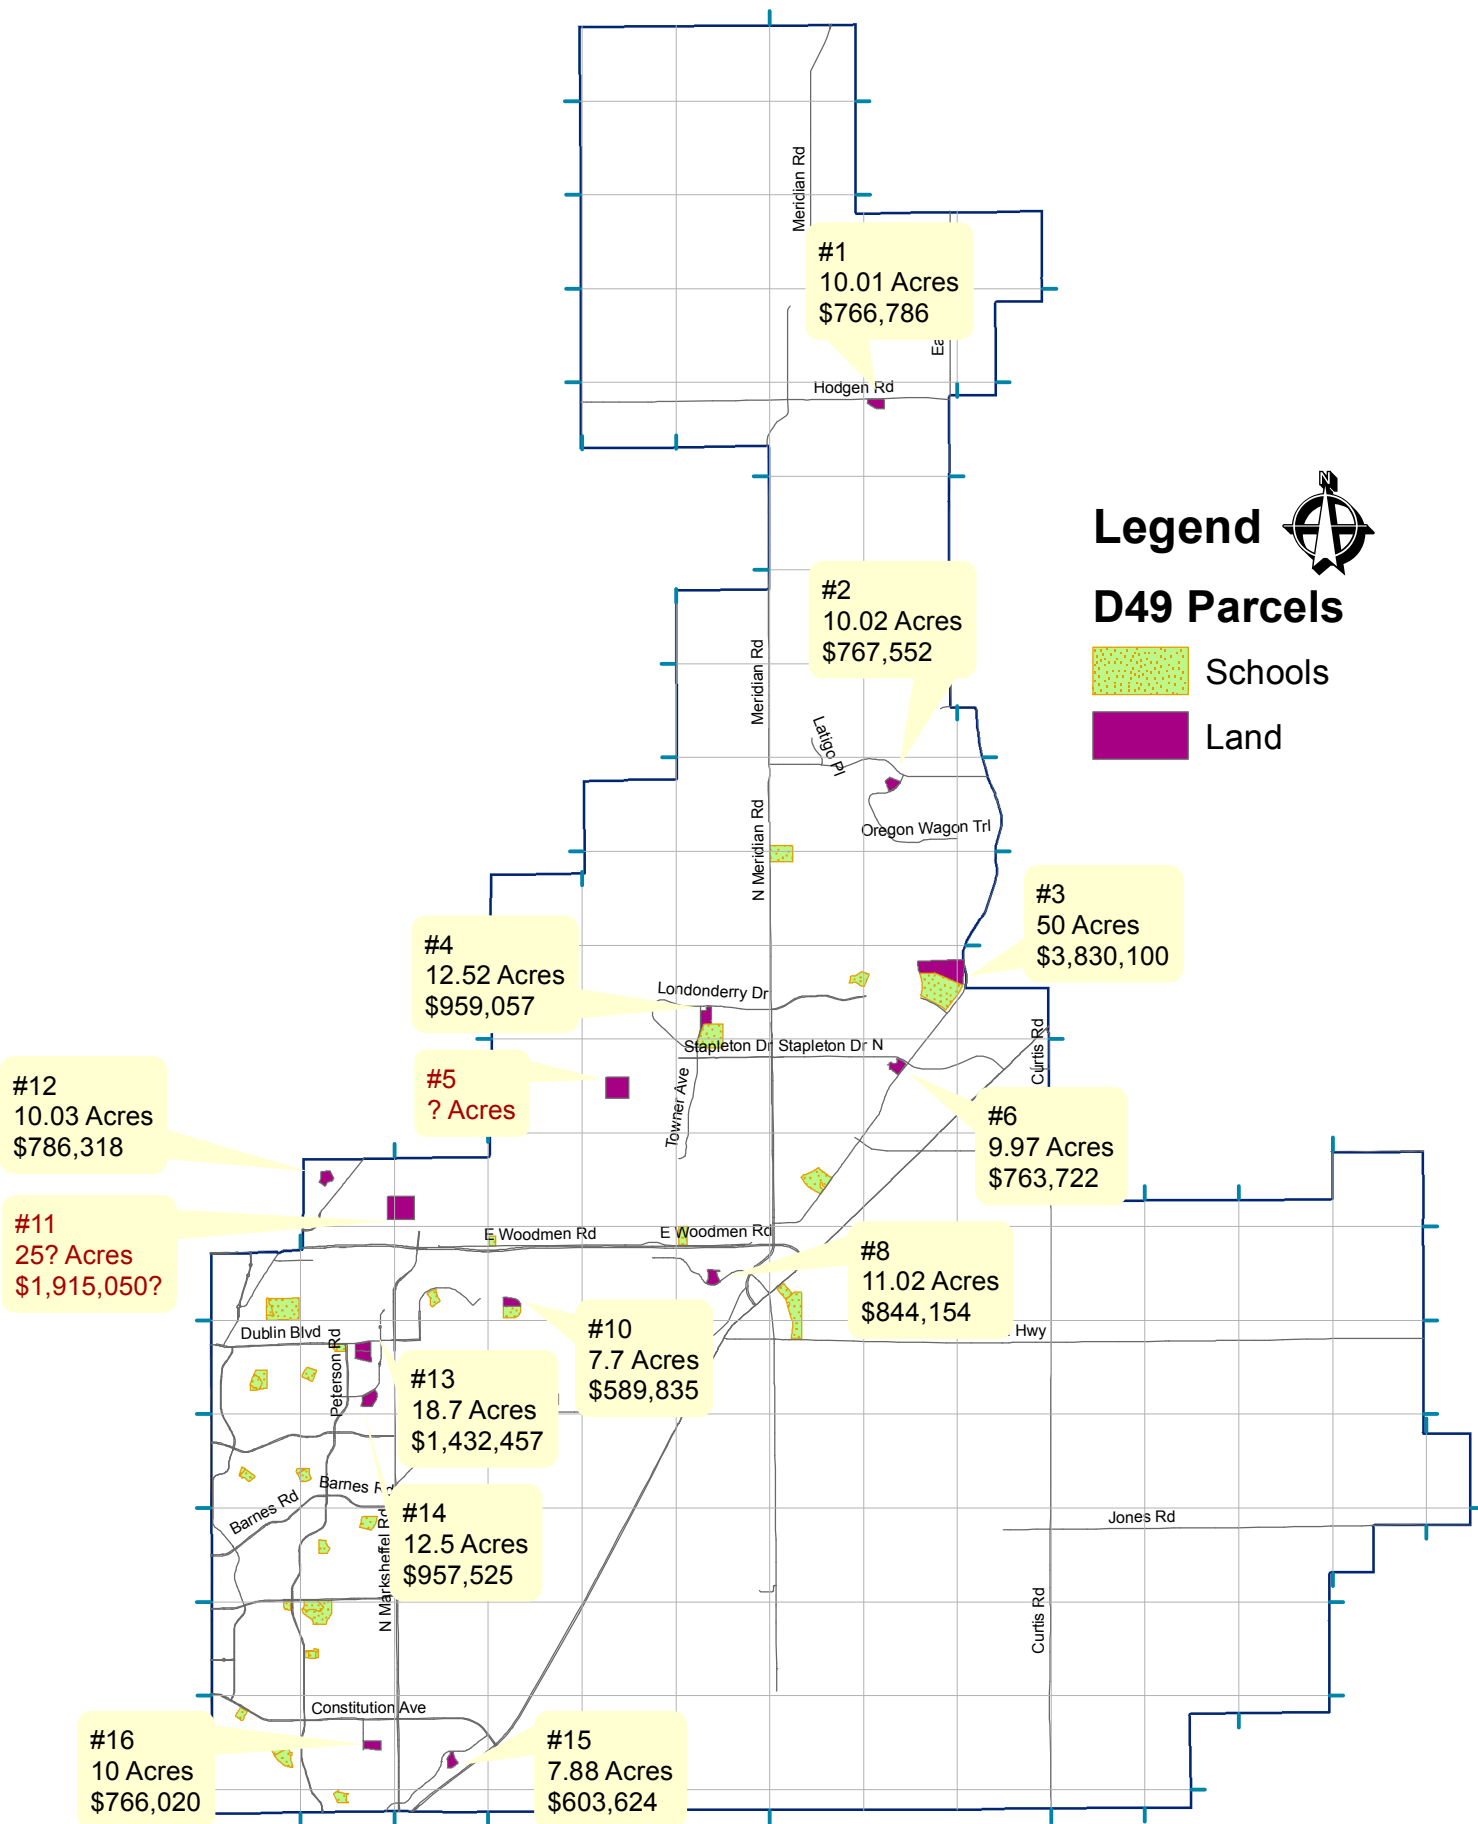 Meridian Rd
#1
10.01 Acres
$766,786
Ea
Hodgen Rd
Legend
N
D49 Parcels
Schools
Land
#2
10.02 Acres
$767,552
Meridian Rd
Latigo Pl
Oregon Wagon Trl
N Meridian Rd
#3
50 Acres
$3,830,100
#4
12.52 Acres
$959,057
Londonderry Dr
Stapleton Dr
Stapleton Dr N
Curtis Rd
#5
? Acres
Towner Ave
#6
9.97 Acres
$763,722
#12
10.03 Acres
$786,318
#11
25? Acres
$1,915,050?
E Woodmen Rd
E Woodmen Rd
#8
11.02 Acres
$844,154
Hwy
#10
7.7 Acres
$589,835
Dublin Blvd
Peterson Rd
#13
18.7 Acres
$1,432,457
Barnes Rd
Barnes Rd
#14
12.5 Acres
$957,525
N Marksheffel Rd
Jones Rd
Curtis Rd
Constitution Ave
#16
10 Acres
$766,020
#15
7.88 Acres
$603,624